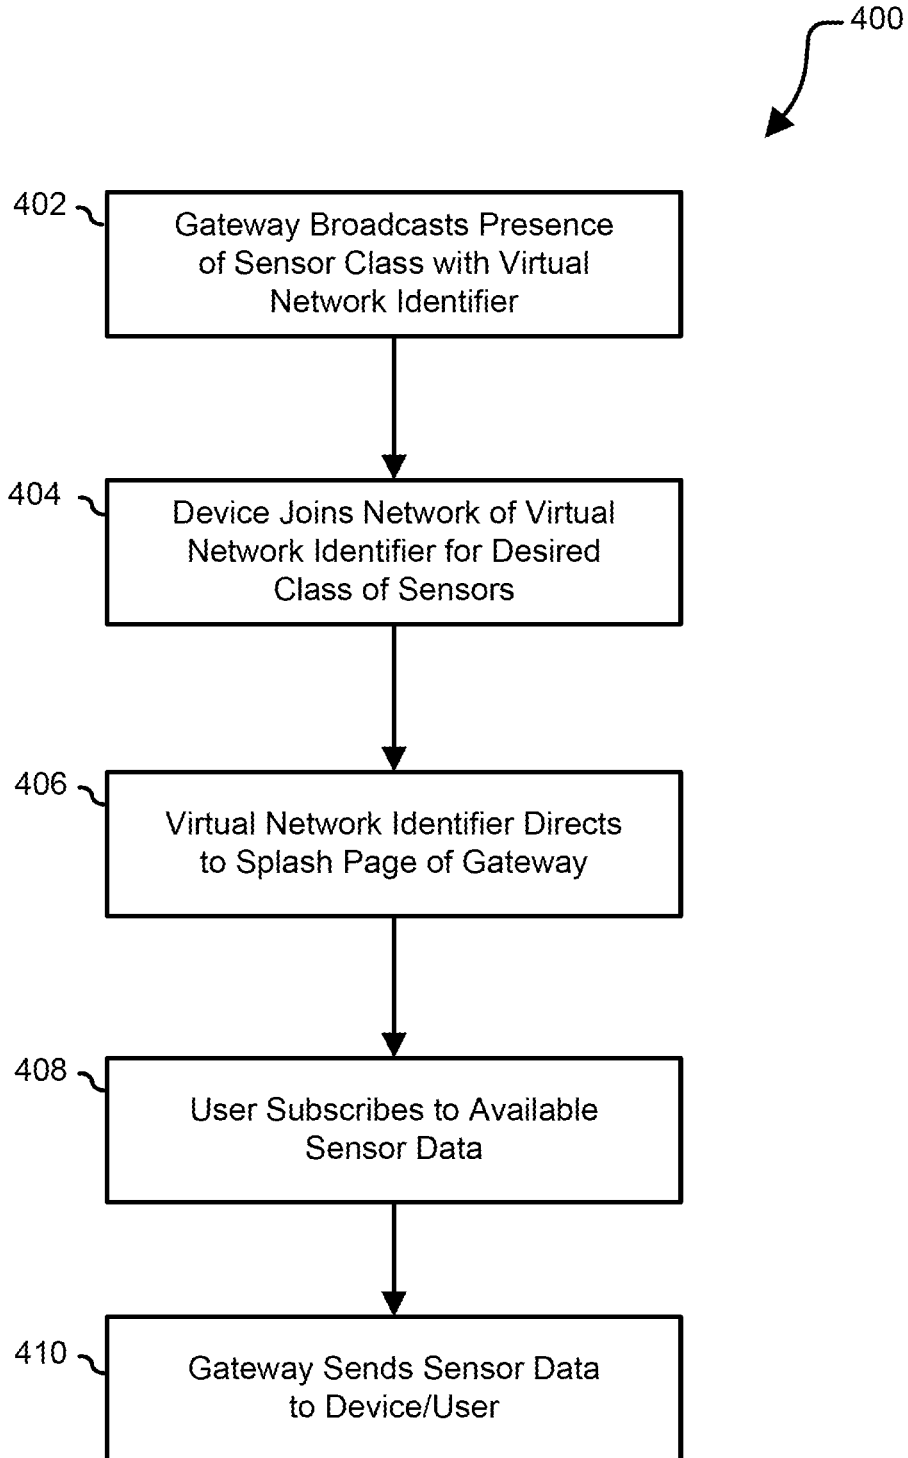 400
402
Gateway Broadcasts Presence
of Sensor Class with Virtual
Network Identifier
404
Device Joins Network of Virtual
Network Identifier for Desired
Class of Sensors
406
Virtual Network Identifier Directs
to Splash Page of Gateway
408
User Subscribes to Available
Sensor Data
410
Gateway Sends Sensor Data
to Device/User